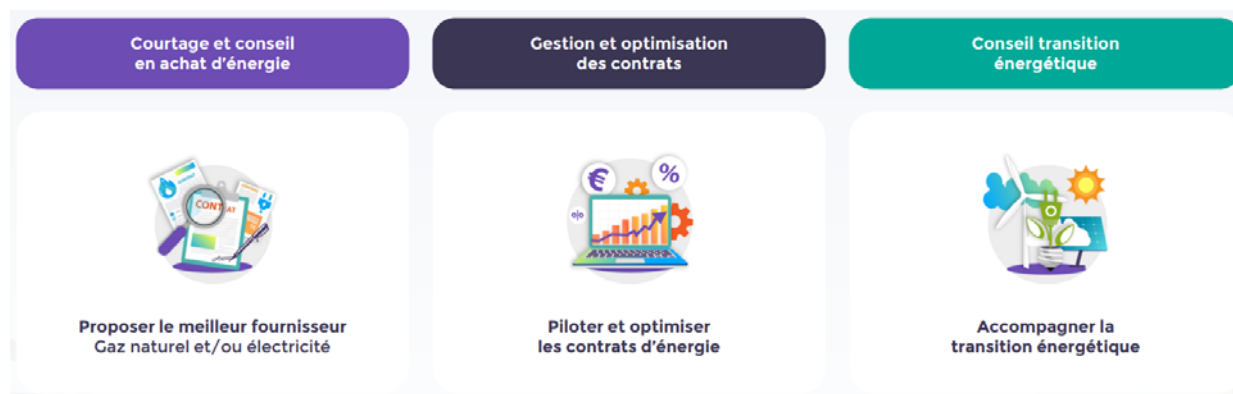 Courtage et conseil
en achat d'énergie
Gestion et optimisation
des contrats
Conseil transition
énergétique
CONTRAT
€
%
%
Proposer le meilleur fournisseur
Gaz naturel et/ou électricité
Piloter et optimiser
les contrats d'énergie
Accompagner la
transition énergétique